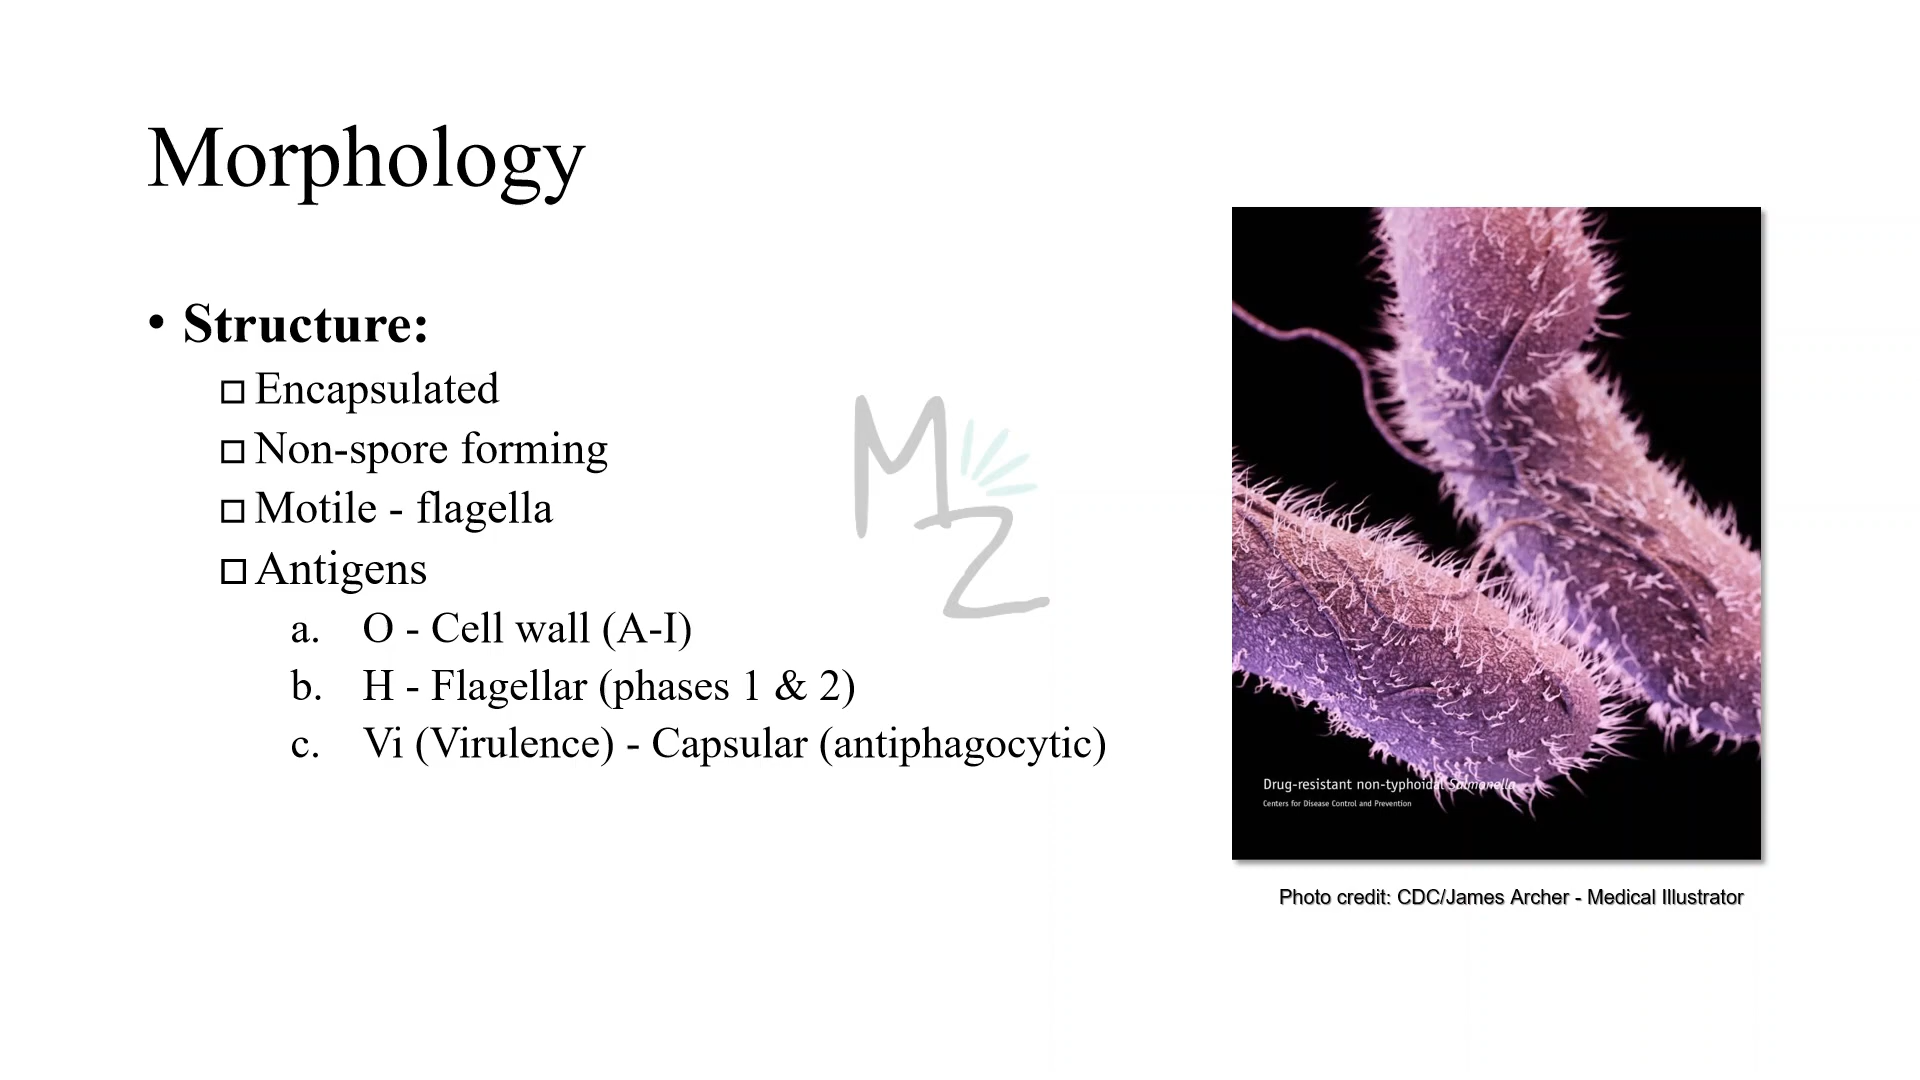 Morphology
• Structure:
□ Encapsulated
□ Non-spore forming
□ Motile - flagella
□ Antigens
a. O - Cell wall (A-I)
b. H - Flagellar (phases 1 & 2)
c. Vi (Virulence) - Capsular (antiphagocytic)
MZ
Drug-resistant non-typhoidal Salmonella
Centers for Disease Control and Prevention
Photo credit: CDC/James Archer - Medical Illustrator